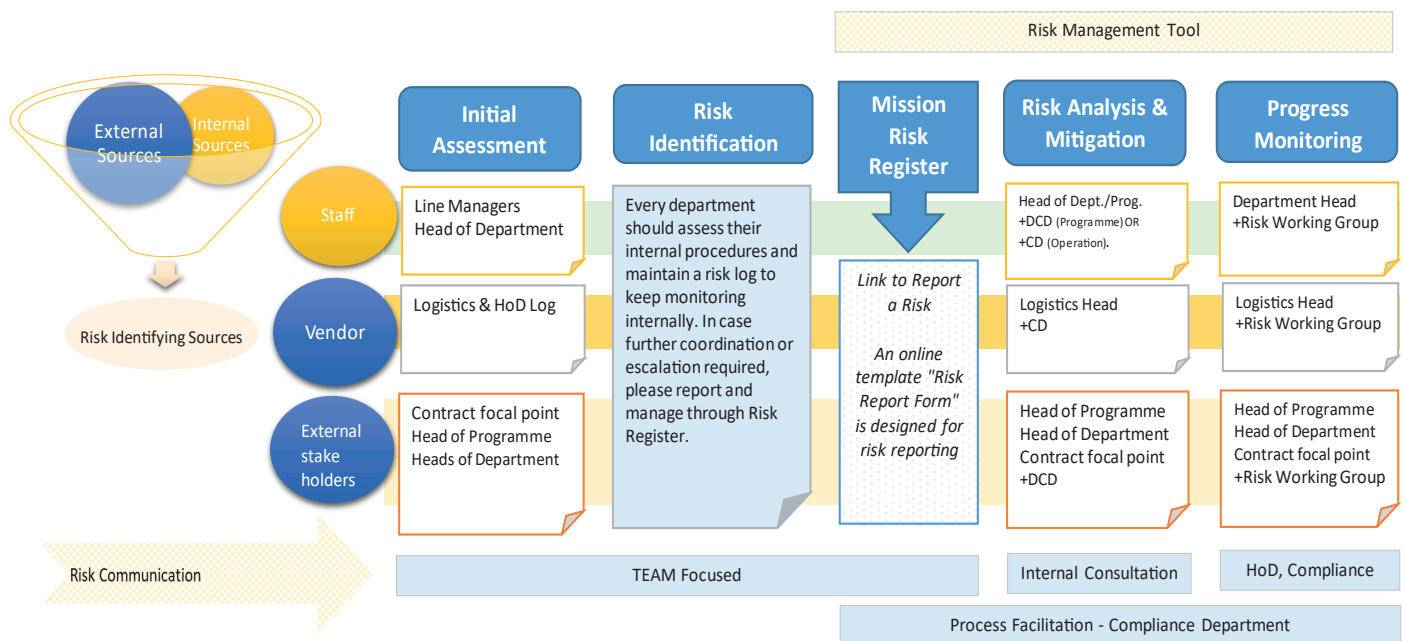 Risk Management Tool
External
Sources
Internal
Sources
Risk Identifying Sources
Initial
Assessment
Risk
Identification
Mission
Risk
Register
Risk Analysis &
Mitigation
Progress
Monitoring
Staff
Line Managers
Head of Department
Every department
should assess their
internal procedures and
maintain a risk log to
keep monitoring
internally. In case
further coordination or
escalation required,
please report and
manage through Risk
Register.
Head of Dept./Prog.
+DCD (Programme) OR
+CD (Operation).
Department Head
+Risk Working Group
Vendor
Logistics & HoD Log
Link to Report
a Risk
An online
template "Risk
Report Form"
is designed for
risk reporting
Logistics Head
+CD
Logistics Head
+Risk Working Group
External
stake
holders
Contract focal point
Head of Programme
Heads of Department
Head of Programme
Head of Department
Contract focal point
+DCD
Head of Programme
Head of Department
Contract focal point
+Risk Working Group
Risk Communication
TEAM Focused
Internal Consultation
HoD, Compliance
Process Facilitation - Compliance Department